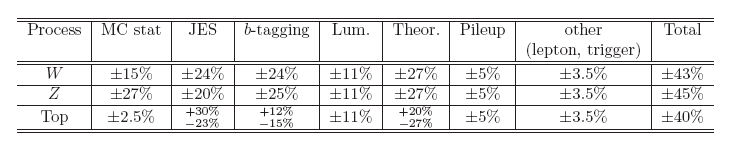 Process MC stat JES b-tagging Lum. Theor. Pileup other Total
(lepton, trigger)
W ±15% ±24% ±24% ±11% ±27% ±5% ±3.5% ±43%
Z ±27% ±20% ±25% ±11% ±27% ±5% ±3.5% ±45%
Top ±2.5% +30% −23% +12% −15% ±11% +20% −27% ±5% ±3.5% ±40%